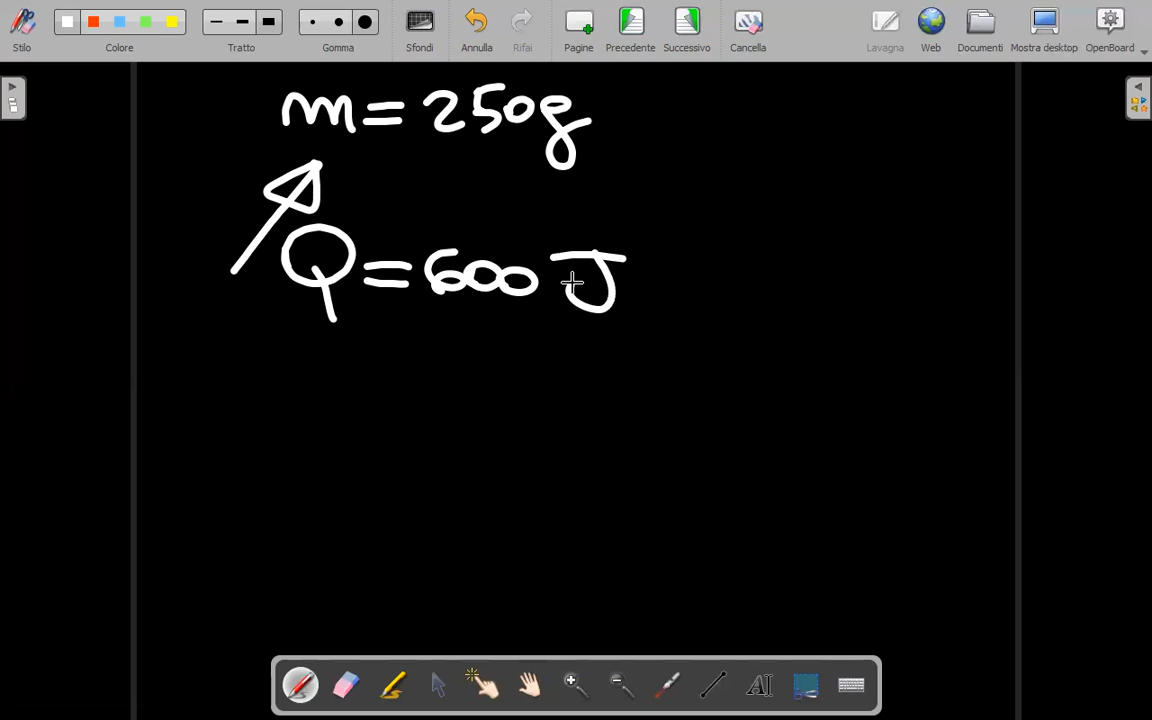 Stilo Colore Tratto Gomma Sfondi Annulla Rifai Pagine Precedente Successivo Cancella Lavagna Web Documenti Mostra desktop OpenBoard
m = 250g
Q = 600 J